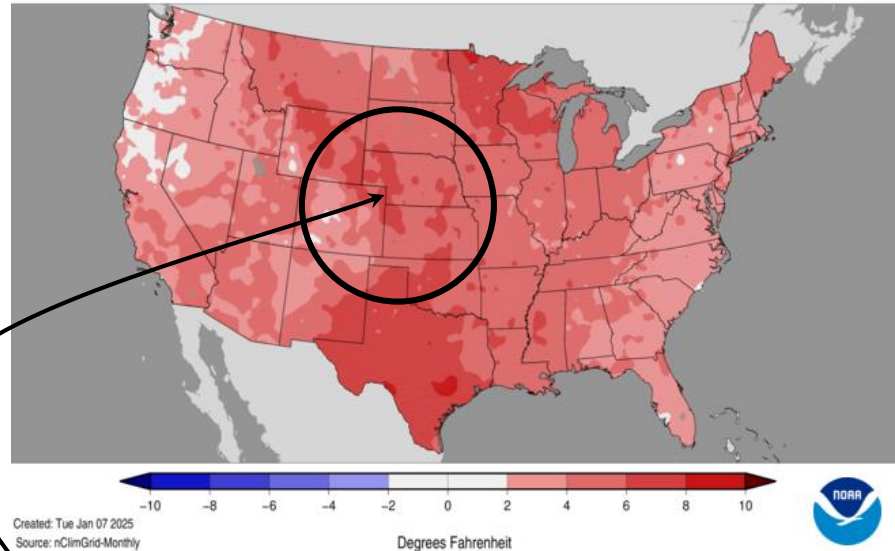 -10 -8 -6 -4 -2 0 2 4 6 8 10
Created: Tue Jan 07 2025
Source: nClimGrid-Monthly
Degrees Fahrenheit
NOAA